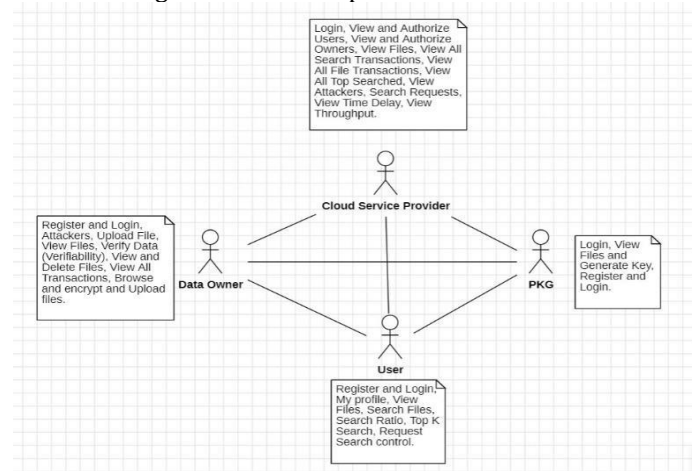 Login, View and Authorize
Users, View and Authorize
Owners, View Files, View All
Search Transactions, View
All File Transactions, View
All Top Searched, View
Attackers, Search Requests,
View Time Delay, View
Throughput.
Cloud Service Provider
Register and Login,
Attackers, Upload File,
View Files, Verify Data
(Verifiability), View and
Delete Files, View All
Transactions, Browse
and encrypt and Upload
files.
Data Owner
Login, View
Files and
Generate Key,
Register and
Login.
PKG
User
Register and Login,
My profile, View
Files, Search Files,
Search Ratio, Top K
Search, Request
Search control.